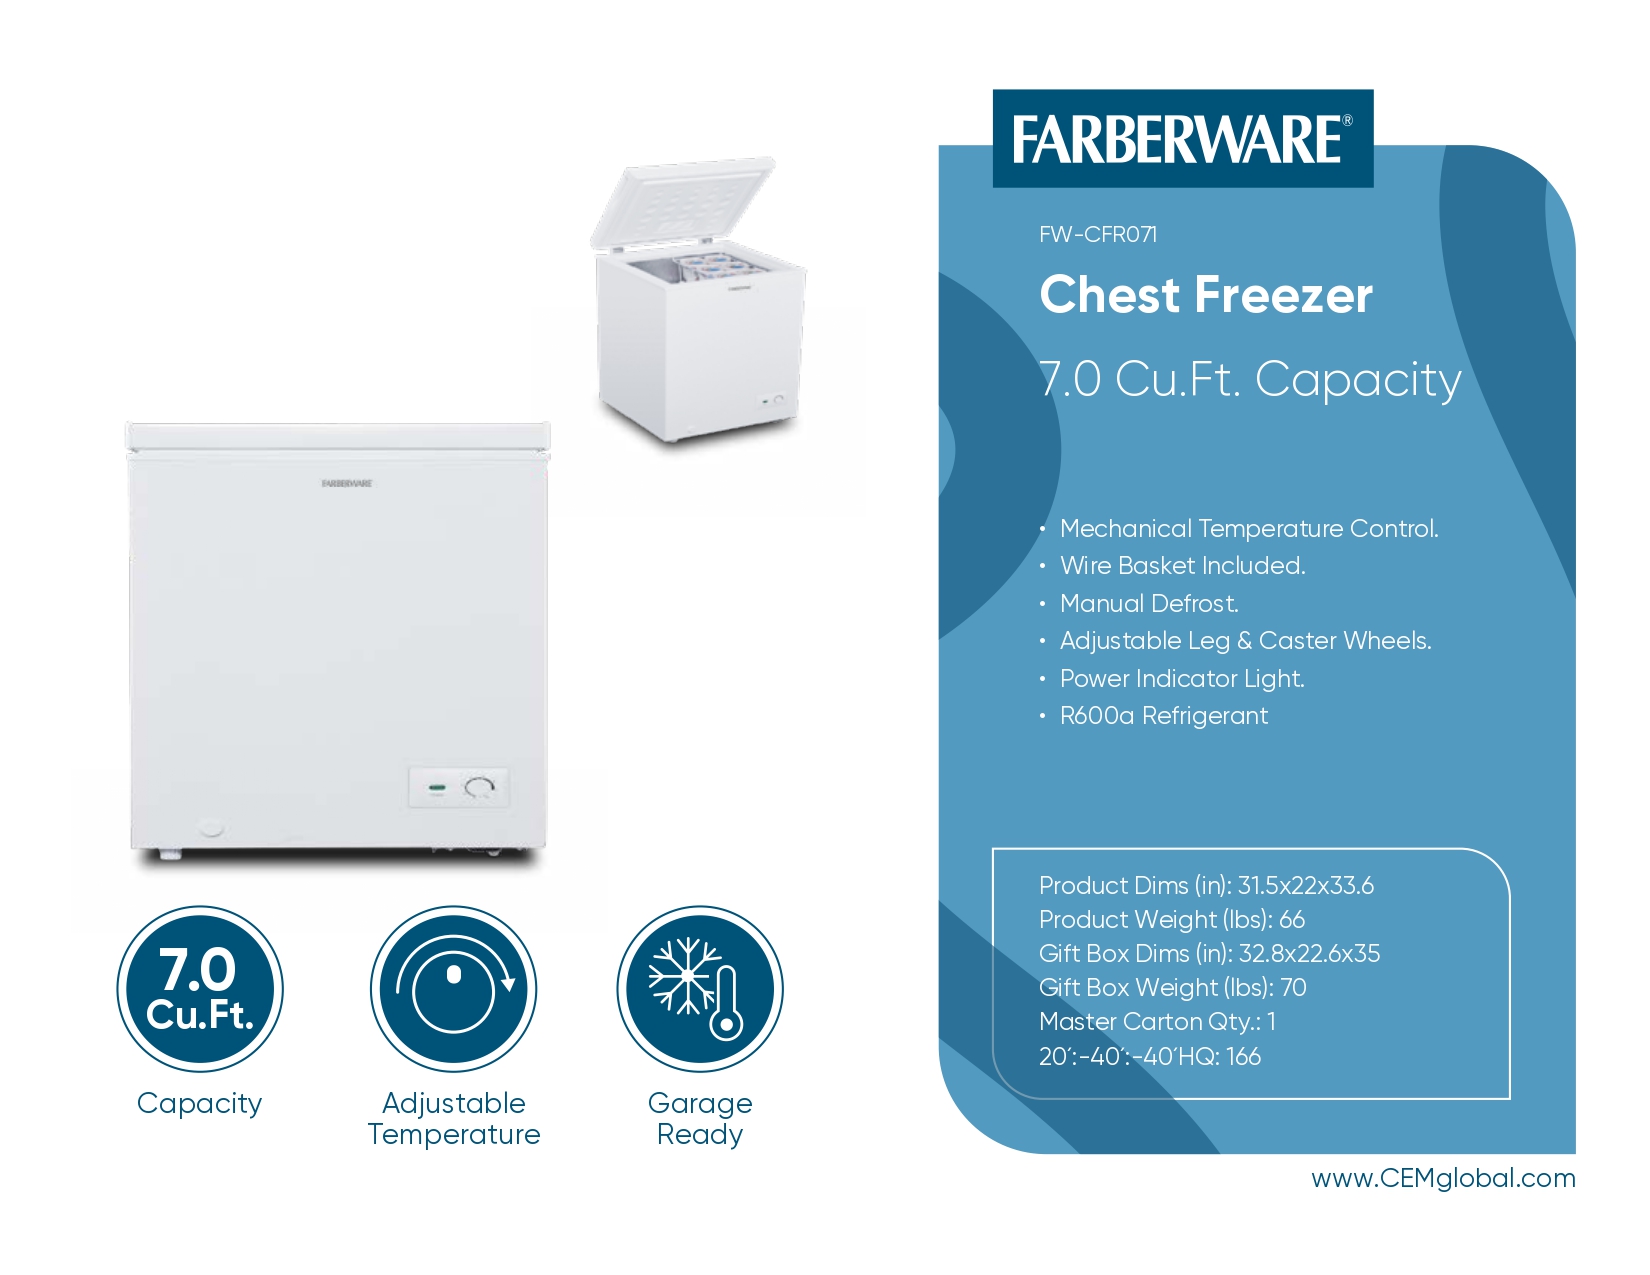 FARBERWARE®
FW-CFR071
Chest Freezer
7.0 Cu.Ft. Capacity
• Mechanical Temperature Control.
• Wire Basket Included.
• Manual Defrost.
• Adjustable Leg & Caster Wheels.
• Power Indicator Light.
• R600a Refrigerant
Product Dims (in): 31.5x22x33.6
Product Weight (lbs): 66
Gift Box Dims (in): 32.8x22.6x35
Gift Box Weight (lbs): 70
Master Carton Qty.: 1
20´:-40´:-40´HQ: 166
FARBERWARE
7.0
Cu.Ft.
Capacity
Adjustable
Temperature
Garage
Ready
www.CEMglobal.com